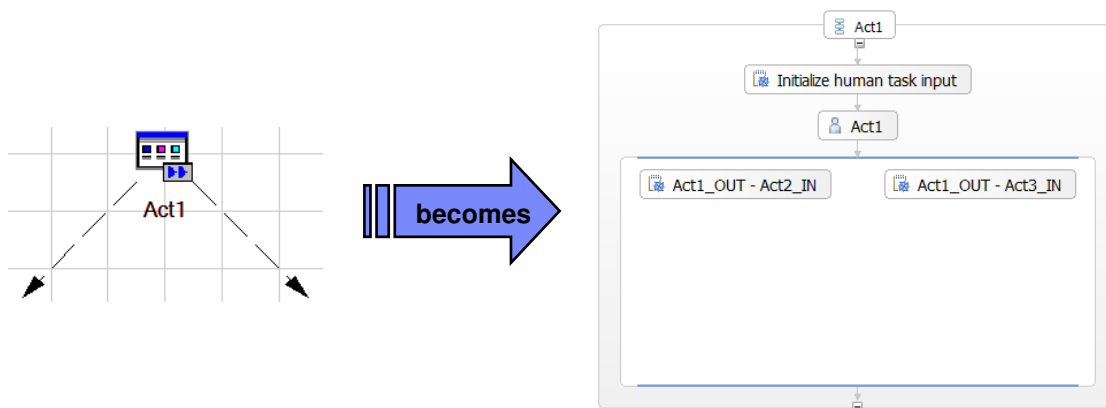 Act1
becomes
Act1
Initialize human task input
Act1
Act1_OUT - Act2_IN
Act1_OUT - Act3_IN